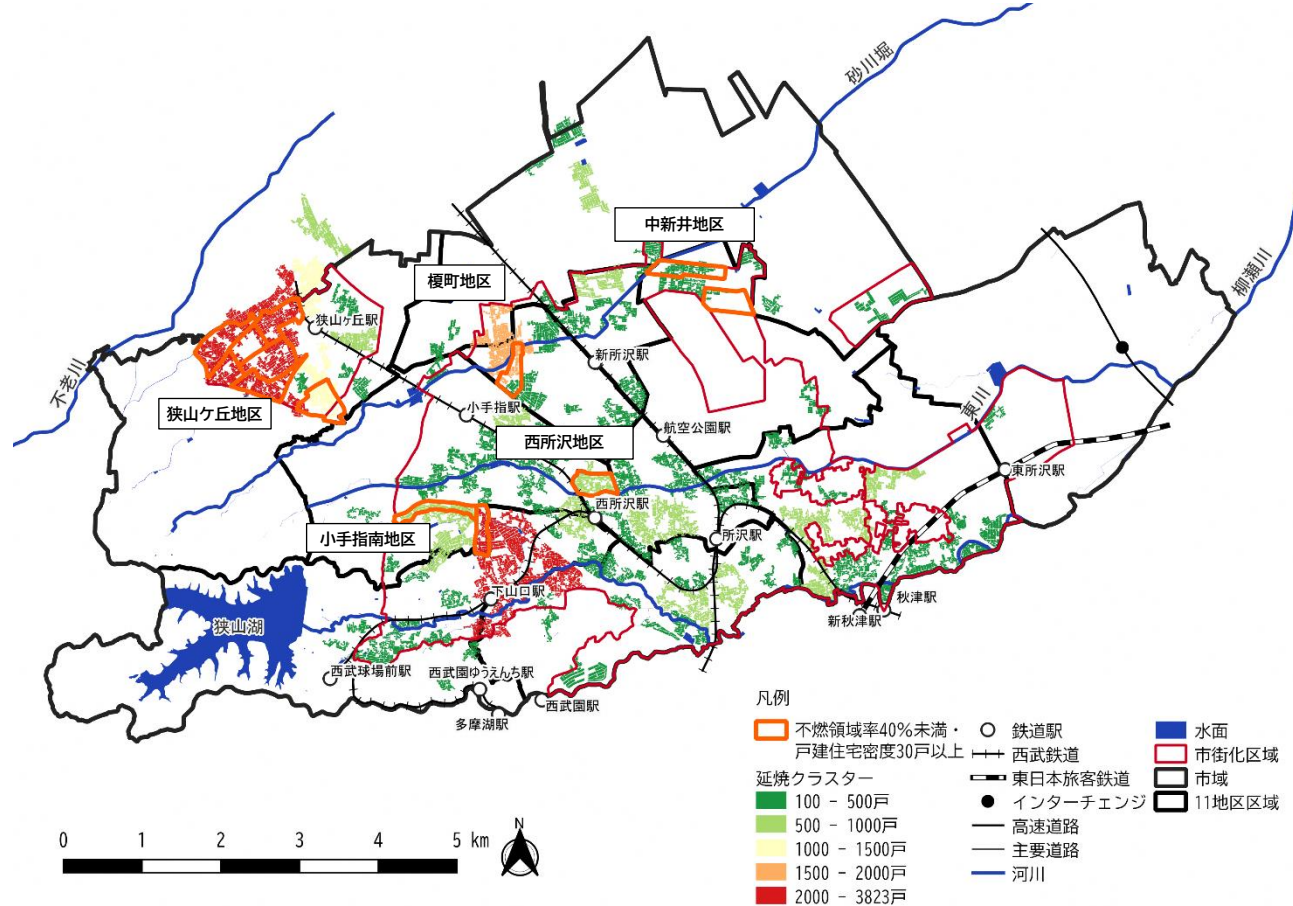 砂川堀
中新井地区
柳瀬川
榎町地区
狭山ヶ丘駅
不老川
新所沢駅
狭山ケ丘地区
小手指駅
東川
西所沢地区
航空公園駅
東所沢駅
西所沢駅
小手指南地区
所沢駅
下山口駅
秋津駅
新秋津駅
狭山湖
西武球場前駅
西武園ゆうえんち駅
西武園駅
多摩湖駅
凡例
不燃領域率40%未満・
戸建住宅密度30戸以上
延焼クラスター
100 - 500戸
500 - 1000戸
1000 - 1500戸
1500 - 2000戸
2000 - 3823戸
鉄道駅
西武鉄道
東日本旅客鉄道
インターチェンジ
高速道路
主要道路
河川
水面
市街化区域
市域
11地区区域
0 1 2 3 4 5 km
N